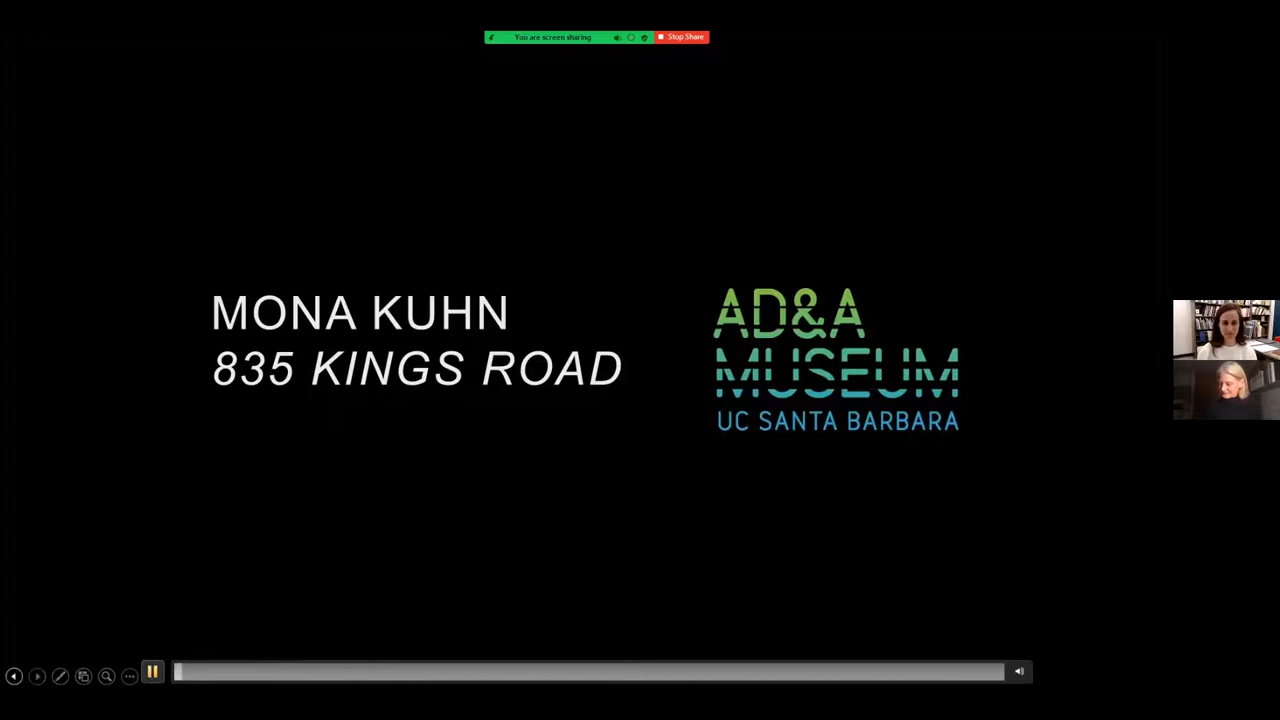 You are screen sharing
Stop Share
MONA KUHN
835 KINGS ROAD
AD&A
MUSEUM
UC SANTA BARBARA